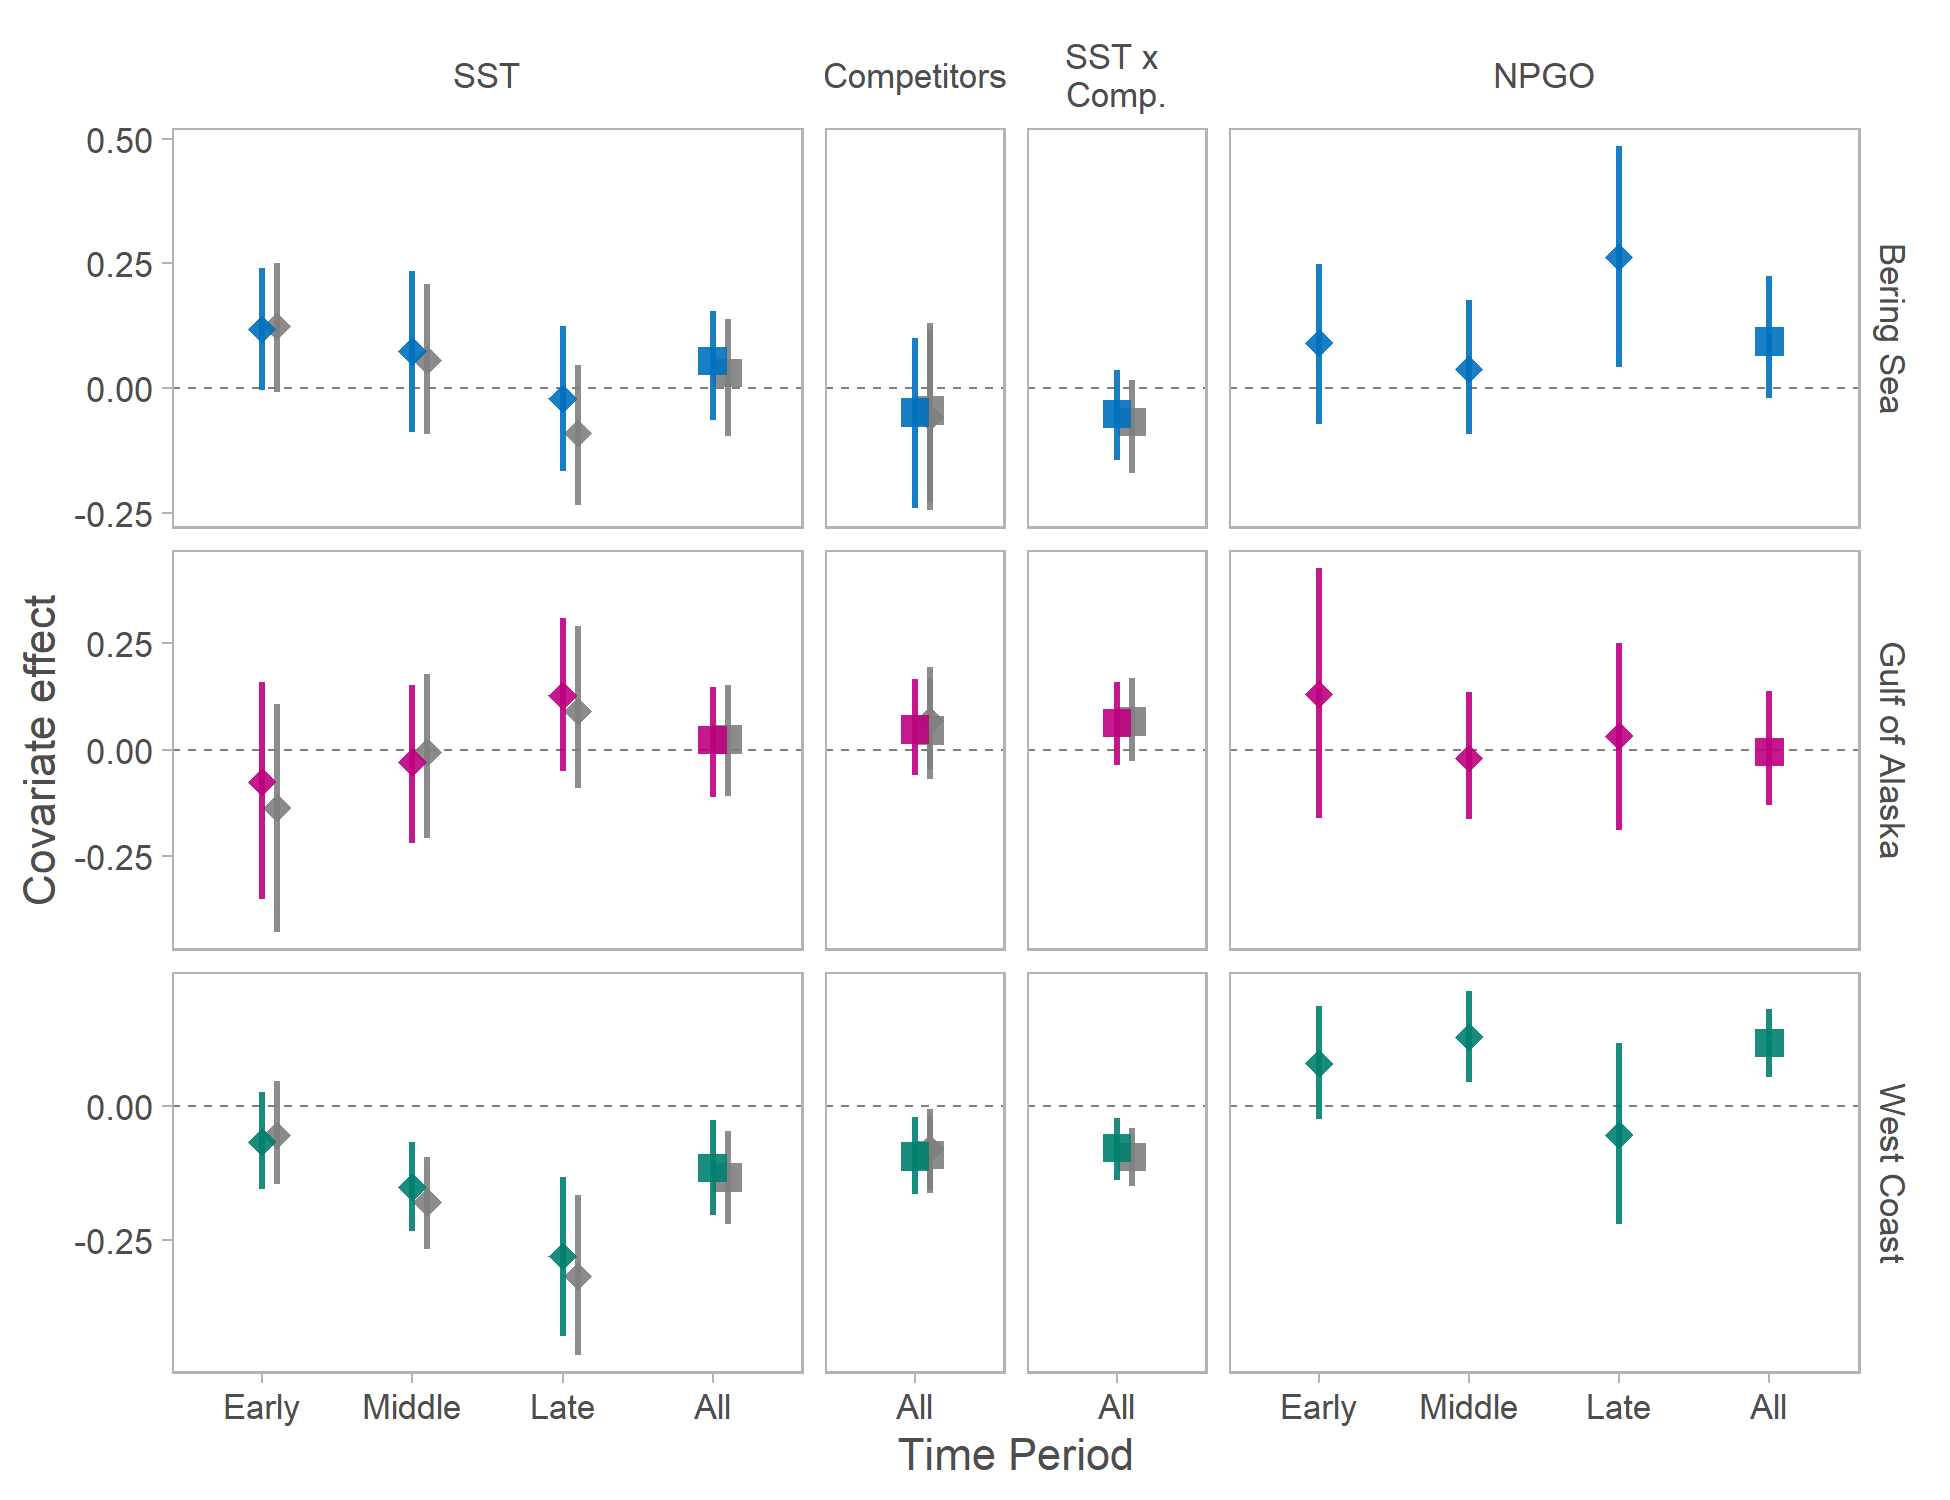 SST
Competitors
SST x
Comp.
NPGO
0.50
0.25
0.00
-0.25
Bering Sea
0.25
0.00
-0.25
Gulf of Alaska
0.00
-0.25
West Coast
Covariate effect
Early
Middle
Late
All
All
All
Early
Middle
Late
All
Time Period